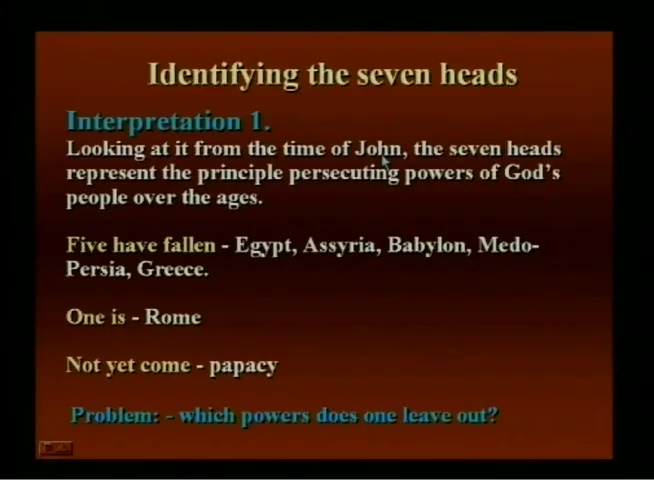 Identifying the seven heads
Interpretation 1.
Looking at it from the time of John, the seven heads
represent the principle persecuting powers of God's
people over the ages.
Five have fallen - Egypt, Assyria, Babylon, Medo-
Persia, Greece.
One is - Rome
Not yet come - papacy
Problem: - which powers does one leave out?